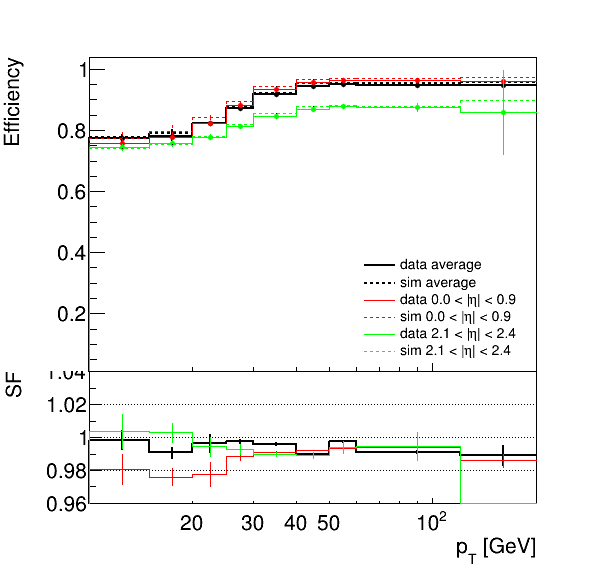 Efficiency
1
0.8
0.6
0.4
0.2
data average
sim average
data 0.0 < |η| < 0.9
sim 0.0 < |η| < 0.9
data 2.1 < |η| < 2.4
sim 2.1 < |η| < 2.4
SF
1.04
1.02
1
0.98
0.96
20 30 40 50 10²
p_T [GeV]